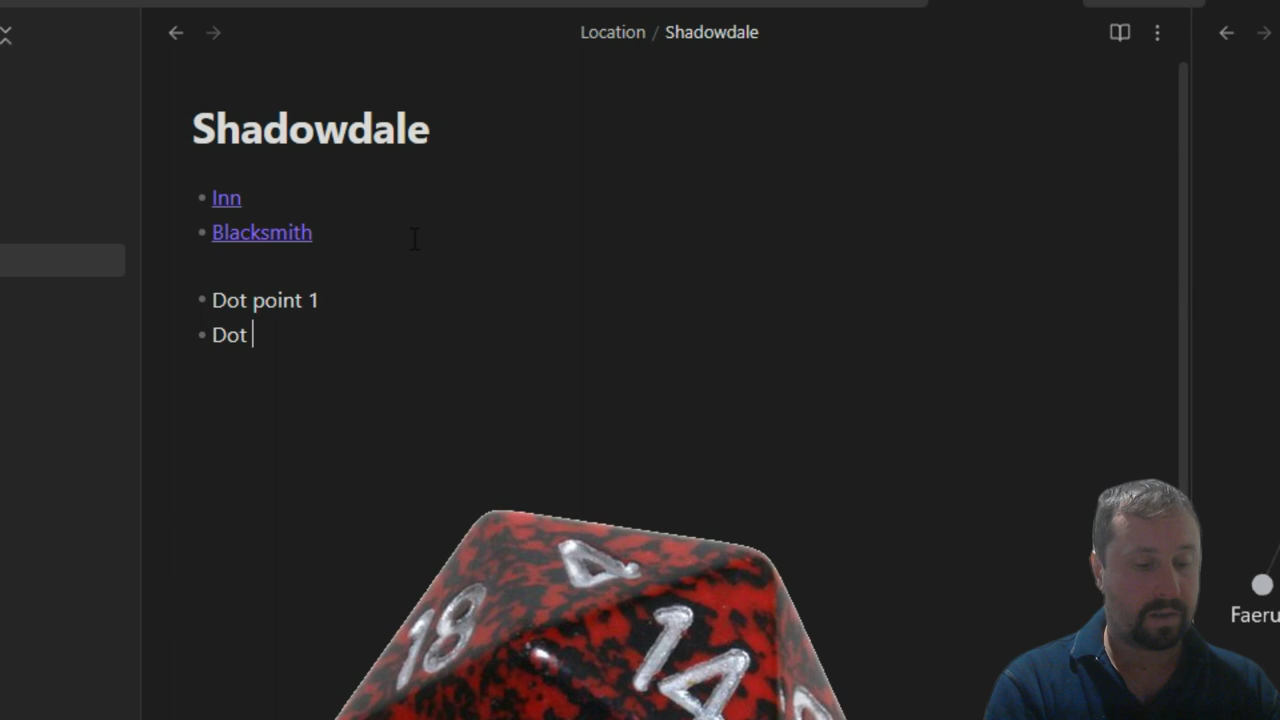 Location / Shadowdale
Shadowdale
Inn
Blacksmith
Dot point 1
Dot
4
18
14
Faeru